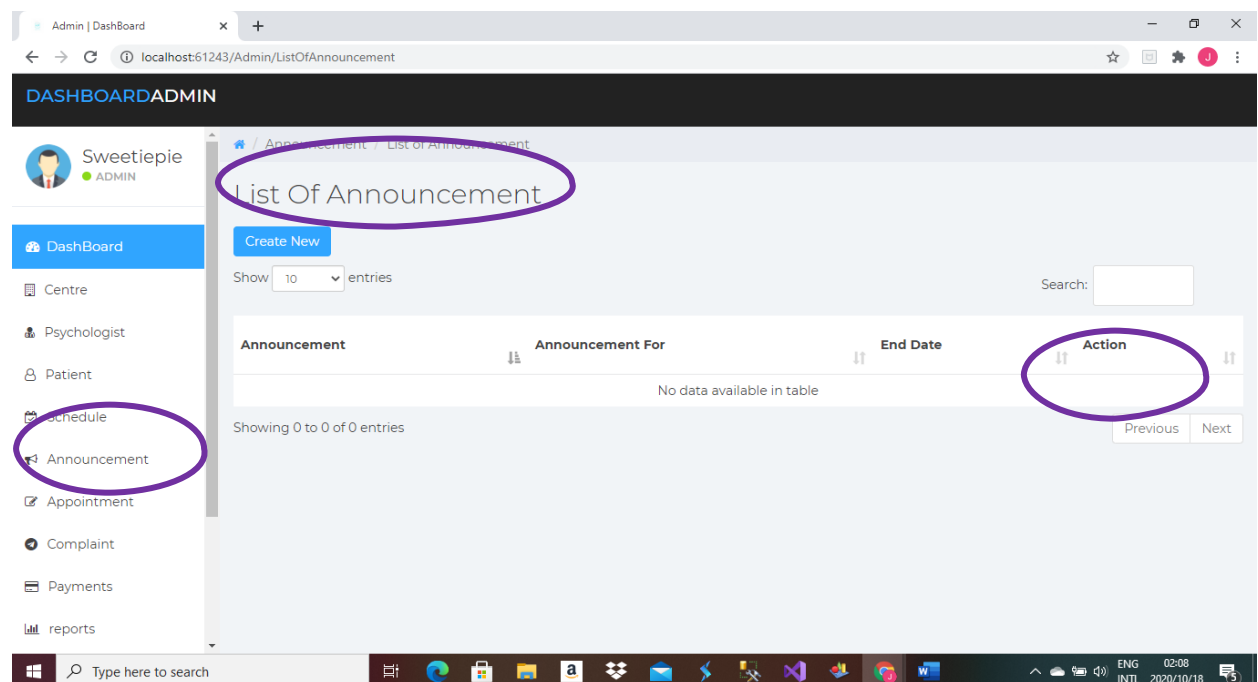 Admin | DashBoard
localhost:61243/Admin/ListOfAnnouncement
J
DASHBOARDADMIN
Sweetiepie
ADMIN
DashBoard
Centre
Psychologist
Patient
Schedule
Announcement
Appointment
Complaint
Payments
reports
/ Announcement / List of Announcement
List Of Announcement
Create New
Show 10 entries
Search:
Announcement Announcement For End Date Action
No data available in table
Showing 0 to 0 of 0 entries
Previous Next
Type here to search
a
W
ENG 02:08
INTL 2020/10/18
5